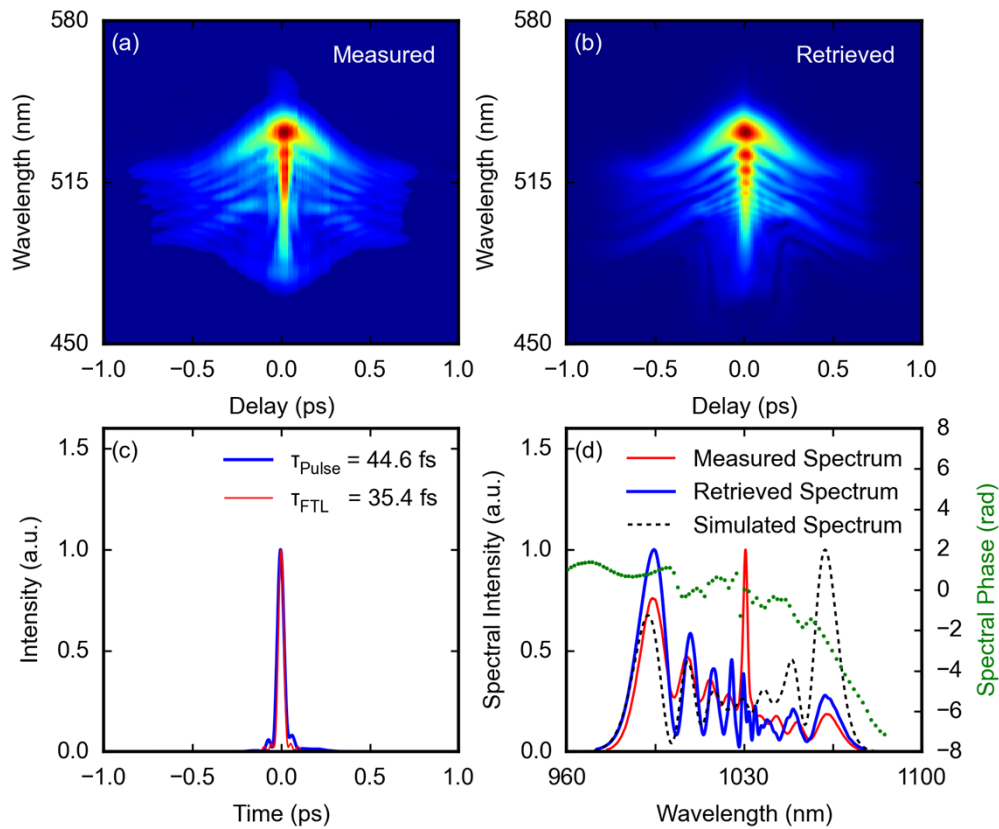 580
(a)
Measured
515
450
Wavelength (nm)
−1.0
−0.5
0.0
0.5
1.0
Delay (ps)
(b)
Retrieved
515
450
580
Wavelength (nm)
−1.0
−0.5
0.0
0.5
1.0
Delay (ps)
1.5
(c)
τPulse = 44.6 fs
τFTL = 35.4 fs
1.0
0.5
0.0
Intensity (a.u.)
−1.0
−0.5
0.0
0.5
1.0
Time (ps)
1.5
(d)
Measured Spectrum
Retrieved Spectrum
Simulated Spectrum
1.0
0.5
0.0
Spectral Intensity (a.u.)
8
6
4
2
0
−2
−4
−6
−8
Spectral Phase (rad)
960
1030
1100
Wavelength (nm)